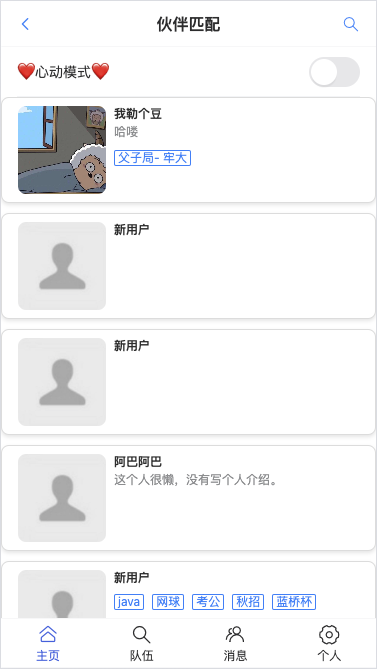 伙伴匹配
❤️心动模式❤️
我勒个豆
哈喽
父子局- 牢大
新用户
新用户
阿巴阿巴
这个人很懒，没有写个人介绍。
新用户
java 网球 考公 秋招 蓝桥杯
主页 队伍 消息 个人